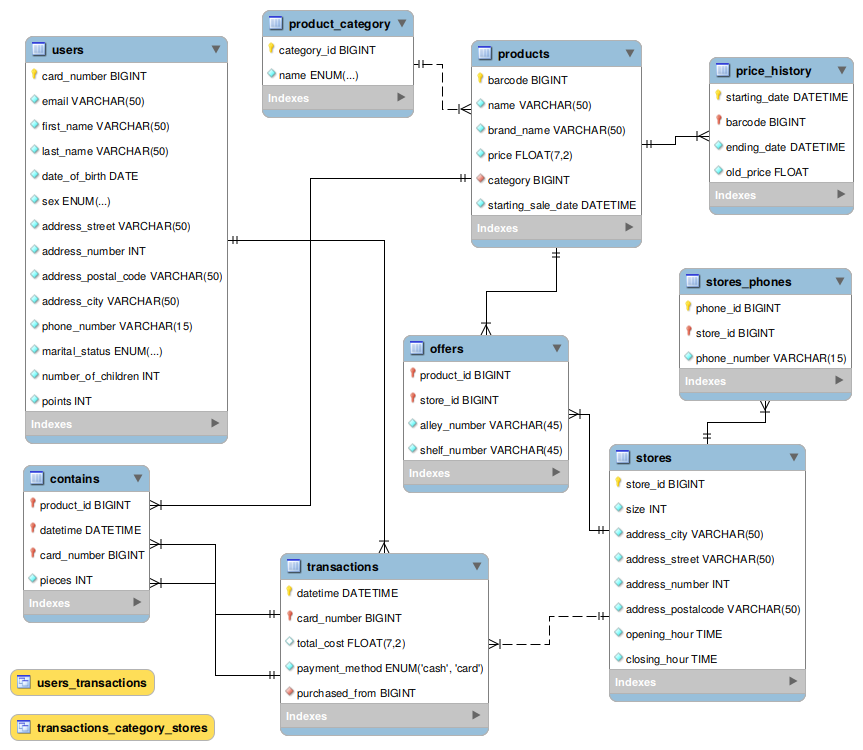 users
card_number BIGINT
email VARCHAR(50)
first_name VARCHAR(50)
last_name VARCHAR(50)
date_of_birth DATE
sex ENUM(...)
address_street VARCHAR(50)
address_number INT
address_postal_code VARCHAR(50)
address_city VARCHAR(50)
phone_number VARCHAR(15)
marital_status ENUM(...)
number_of_children INT
points INT
Indexes
product_category
category_id BIGINT
name ENUM(...)
Indexes
products
barcode BIGINT
name VARCHAR(50)
brand_name VARCHAR(50)
price FLOAT(7,2)
category BIGINT
starting_sale_date DATETIME
Indexes
price_history
starting_date DATETIME
barcode BIGINT
ending_date DATETIME
old_price FLOAT
Indexes
stores_phones
phone_id BIGINT
store_id BIGINT
phone_number VARCHAR(15)
Indexes
offers
product_id BIGINT
store_id BIGINT
alley_number VARCHAR(45)
shelf_number VARCHAR(45)
Indexes
stores
store_id BIGINT
size INT
address_city VARCHAR(50)
address_street VARCHAR(50)
address_number INT
address_postalcode VARCHAR(50)
opening_hour TIME
closing_hour TIME
Indexes
contains
product_id BIGINT
datetime DATETIME
card_number BIGINT
pieces INT
Indexes
transactions
datetime DATETIME
card_number BIGINT
total_cost FLOAT(7,2)
payment_method ENUM('cash', 'card')
purchased_from BIGINT
Indexes
users_transactions
transactions_category_stores